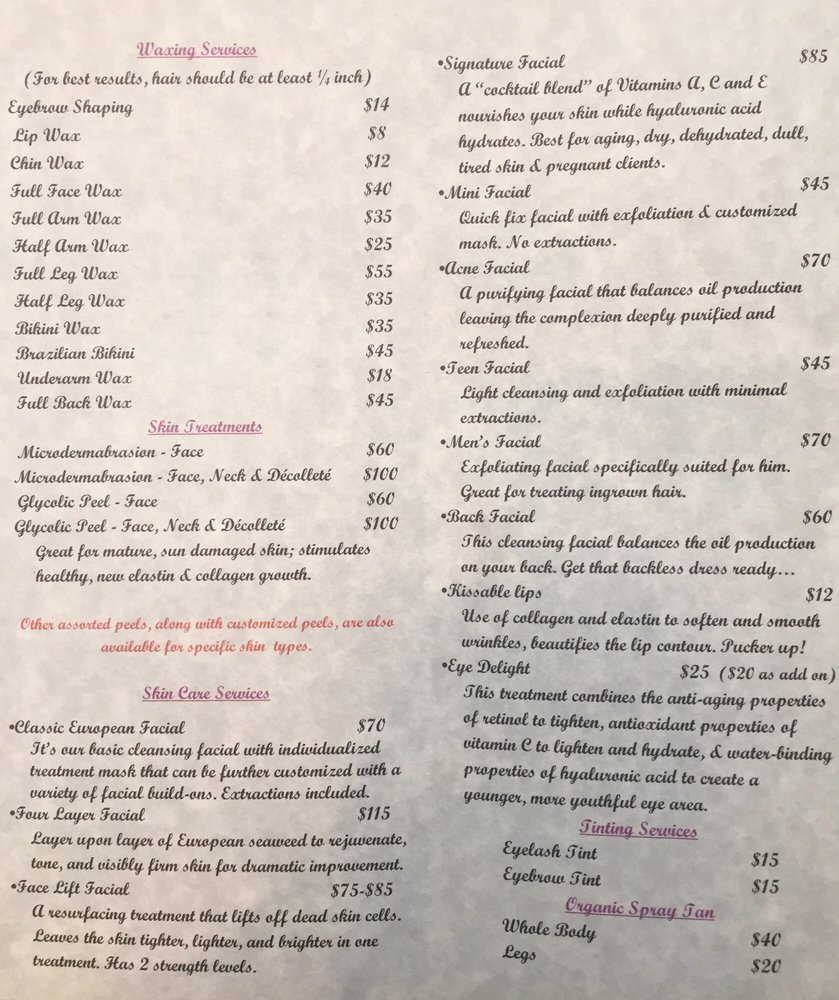 Waxing Services
(For best results, hair should be at least ¼ inch)
Eyebrow Shaping $14
Lip Wax $8
Chin Wax $12
Full Face Wax $40
Full Arm Wax $35
Half Arm Wax $25
Full Leg Wax $55
Half Leg Wax $35
Bikini Wax $35
Brazilian Bikini $45
Underarm Wax $18
Full Back Wax $45
Skin Treatments
Microdermabrasion - Face $60
Microdermabrasion - Face, Neck & Décolleté $100
Glycolic Peel - Face $60
Glycolic Peel - Face, Neck & Décolleté $100
Great for mature, sun damaged skin; stimulates
healthy, new elastin & collagen growth.
Other assorted peels, along with customized peels, are also
available for specific skin types.
Skin Care Services
•Classic European Facial $70
It's our basic cleansing facial with individualized
treatment mask that can be further customized with a
variety of facial build-ons. Extractions included.
•Four Layer Facial $115
Layer upon layer of European seaweed to rejuvenate,
tone, and visibly firm skin for dramatic improvement.
•Face Lift Facial $75-$85
A resurfacing treatment that lifts off dead skin cells.
Leaves the skin tighter, lighter, and brighter in one
treatment. Has 2 strength levels.
•Signature Facial $85
A "cocktail blend" of Vitamins A, C and E
nourishes your skin while hyaluronic acid
hydrates. Best for aging, dry, dehydrated, dull,
tired skin & pregnant clients.
•Mini Facial $45
Quick fix facial with exfoliation & customized
mask. No extractions.
•Acne Facial $70
A purifying facial that balances oil production
leaving the complexion deeply purified and
refreshed.
•Teen Facial $45
Light cleansing and exfoliation with minimal
extractions.
•Men's Facial $70
Exfoliating facial specifically suited for him.
Great for treating ingrown hair.
•Back Facial $60
This cleansing facial balances the oil production
on your back. Get that backless dress ready...
•Kissable lips $12
Use of collagen and elastin to soften and smooth
wrinkles, beautifies the lip contour. Pucker up!
•Eye Delight $25 ($20 as add on)
This treatment combines the anti-aging properties
of retinol to tighten, antioxidant properties of
vitamin C to lighten and hydrate, & water-binding
properties of hyaluronic acid to create a
younger, more youthful eye area.
Tinting Services
Eyelash Tint $15
Eyebrow Tint $15
Organic Spray Tan
Whole Body $40
Legs $20